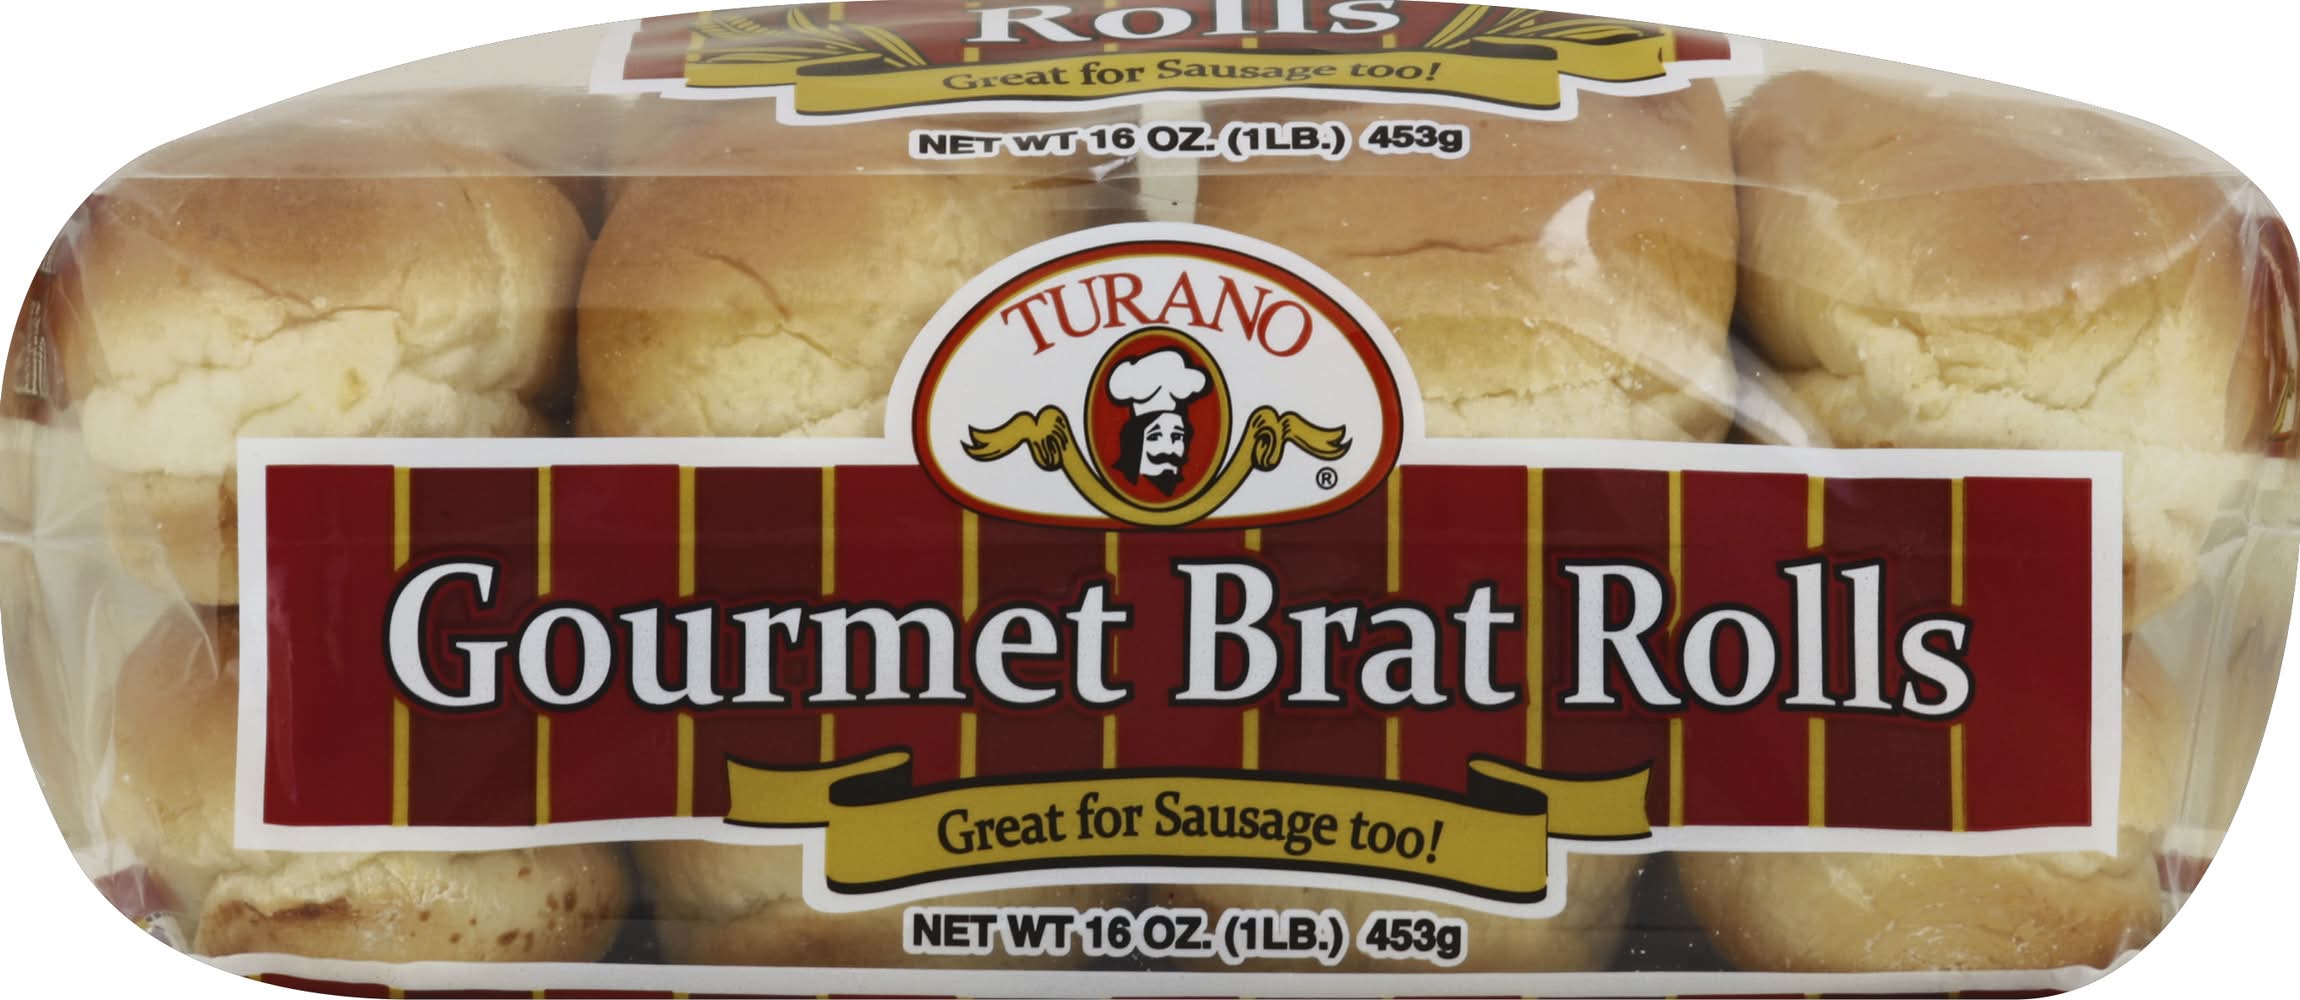 Rolls
Great for Sausage too!
NET WT 16 OZ. (1LB.) 453g
TURANO
®
Gourmet Brat Rolls
Great for Sausage too!
NET WT 16 OZ. (1LB.) 453g